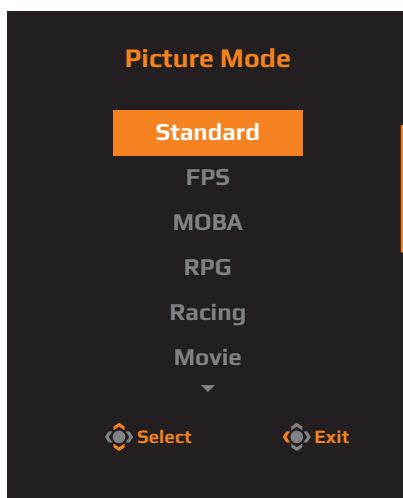 Picture Mode
Standard
FPS
MOBA
RPG
Racing
Movie
Select Exit